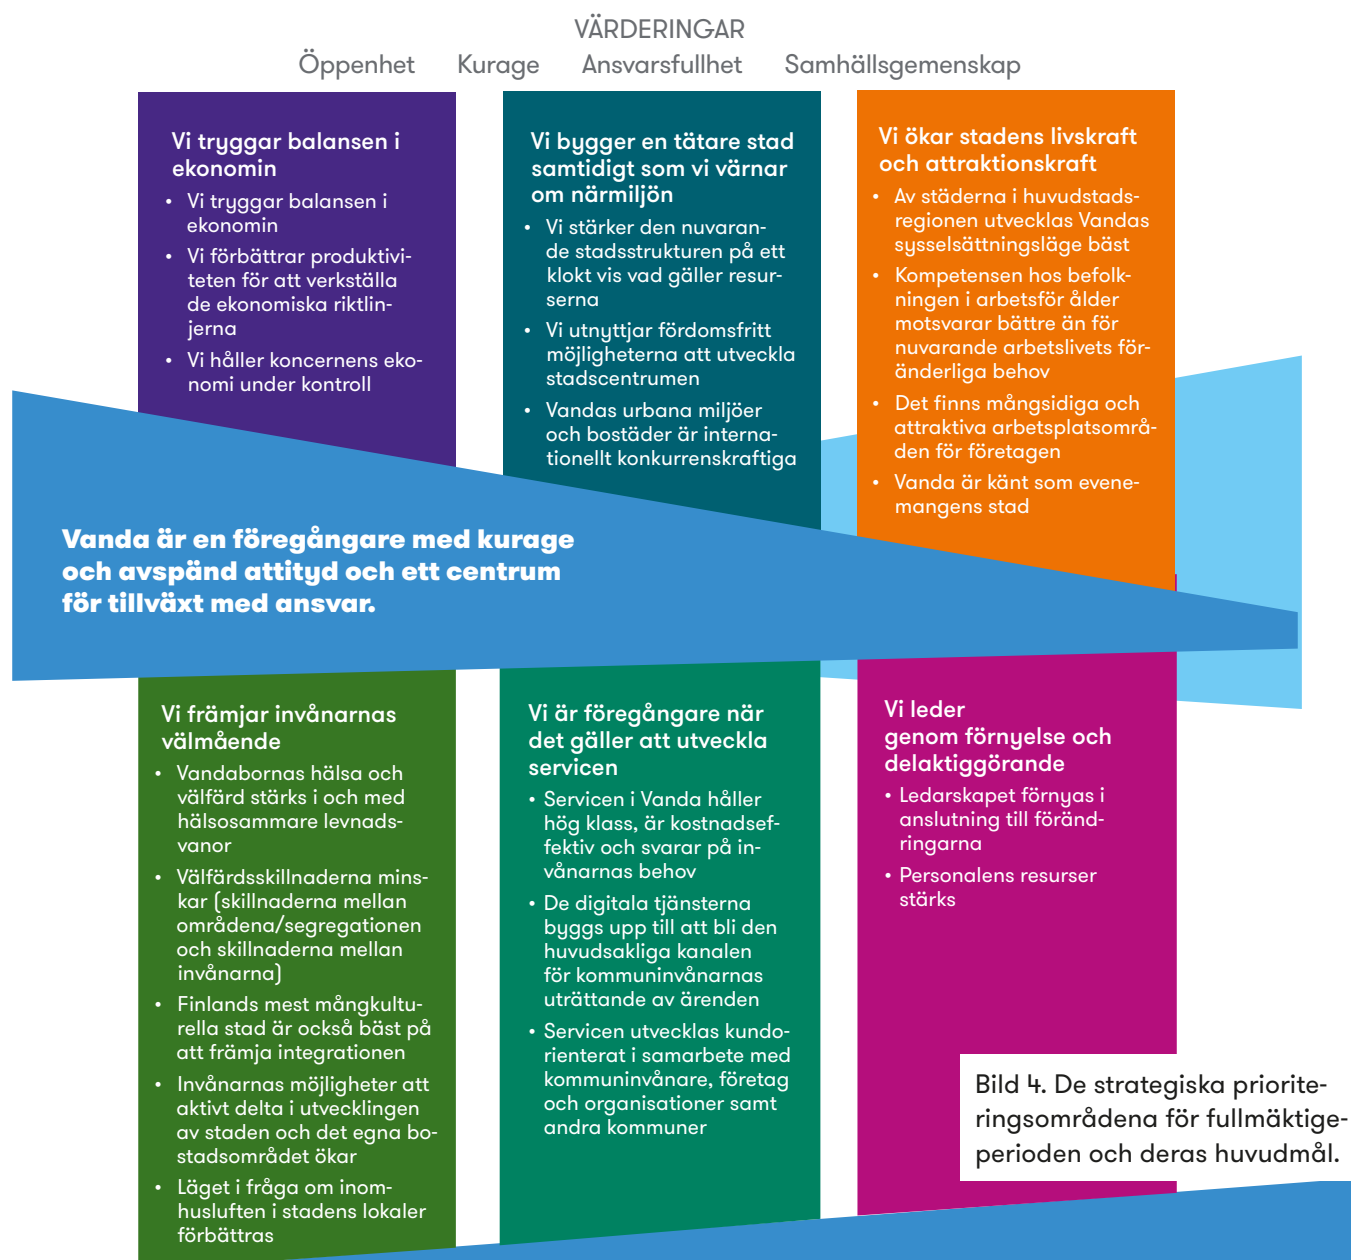 VÄRDERINGAR
Öppenhet Kurage Ansvarsfullhet Samhällsgemenskap
Vi tryggar balansen i
ekonomin
• Vi tryggar balansen i
ekonomin
• Vi förbättrar produktivi-
teten för att verkställa
de ekonomiska riktlin-
jerna
• Vi håller koncernens eko-
nomi under kontroll
Vi bygger en tätare stad
samtidigt som vi värnar
om närmiljön
• Vi stärker den nuvaran-
de stadsstrukturen på ett
klokt vis vad gäller resur-
serna
• Vi utnyttjar fördomsfritt
möjligheterna att utveckla
stadscentrumen
• Vandas urbana miljöer
och bostäder är interna-
tionellt konkurrenskraftiga
Vi ökar stadens livskraft
och attraktionskraft
• Av städerna i huvudstads-
regionen utvecklas Vandas
sysselsättningsläge bäst
• Kompetensen hos befolk-
ningen i arbetsför ålder
motsvarar bättre än för
nuvarande arbetslivets för-
änderliga behov
• Det finns mångsidiga och
attraktiva arbetsplatsområ-
den för företagen
• Vanda är känt som evene-
mangens stad
Vanda är en föregångare med kurage
och avspänd attityd och ett centrum
för tillväxt med ansvar.
Vi främjar invånarnas
välmående
• Vandabornas hälsa och
välfärd stärks i och med
hälsosammare levnads-
vanor
• Välfärdsskillnaderna mins-
kar (skillnaderna mellan
områdena/segregationen
och skillnaderna mellan
invånarna)
• Finlands mest mångkultu-
rella stad är också bäst på
att främja integrationen
• Invånarnas möjligheter att
aktivt delta i utvecklingen
av staden och det egna bo-
stadsområdet ökar
• Läget i fråga om inom-
husluften i stadens lokaler
förbättras
Vi är föregångare när
det gäller att utveckla
servicen
• Servicen i Vanda håller
hög klass, är kostnadsef-
fektiv och svarar på in-
vånarnas behov
• De digitala tjänsterna
byggs upp till att bli den
huvudsakliga kanalen
för kommuninvånarnas
uträttande av ärenden
• Servicen utvecklas kundo-
rienterat i samarbete med
kommuninvånare, företag
och organisationer samt
andra kommuner
Vi leder
genom förnyelse och
delaktiggörande
• Ledarskapet förnyas i
anslutning till föränd-
ringarna
• Personalens resurser
stärks
Bild 4. De strategiska priorite-
ringsområdena för fullmäktige-
perioden och deras huvudmål.